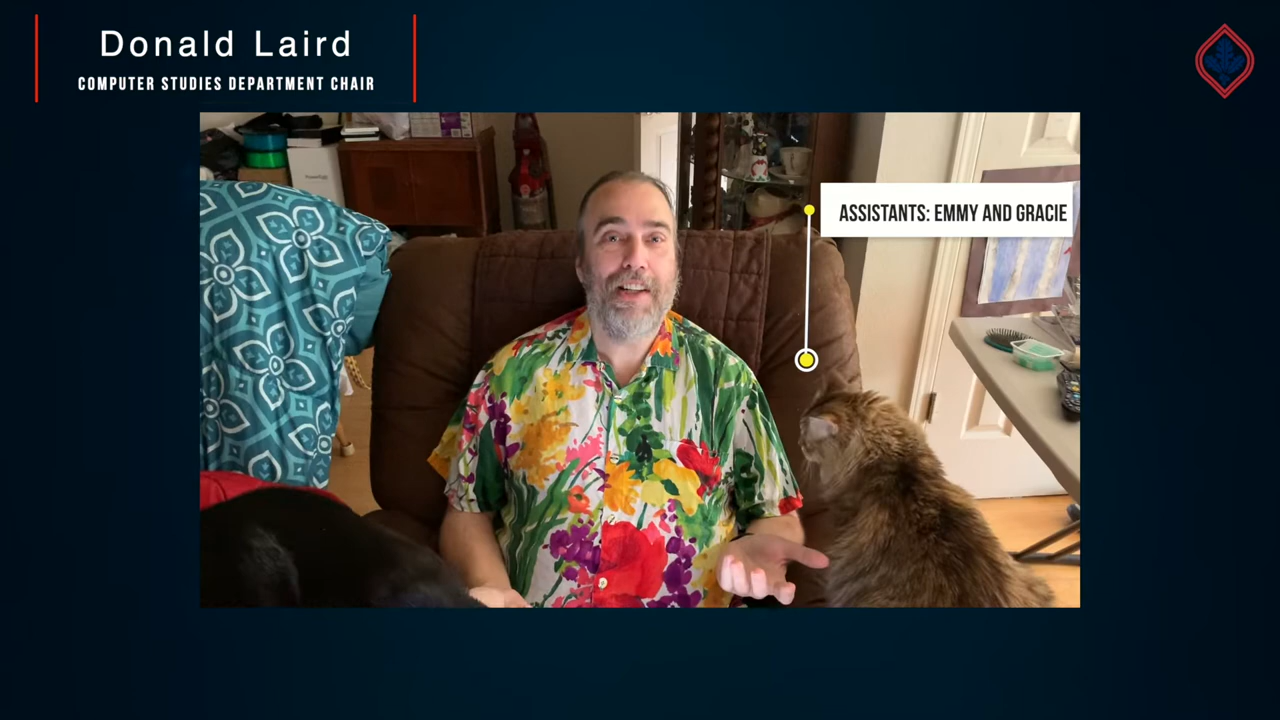 Donald Laird
COMPUTER STUDIES DEPARTMENT CHAIR
ASSISTANTS: EMMY AND GRACIE